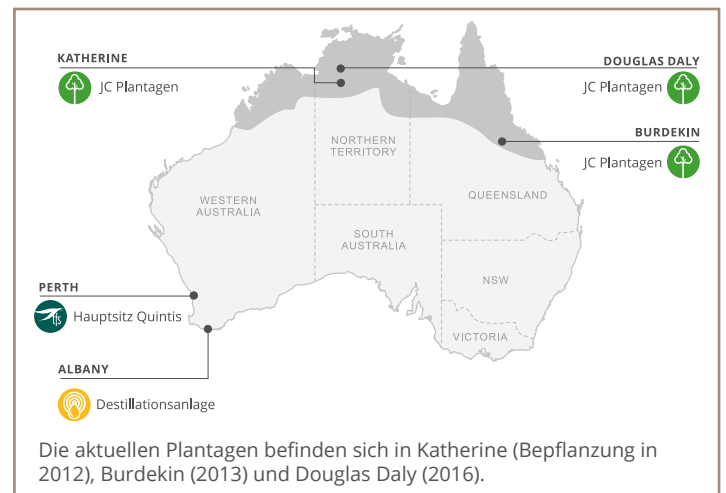 KATHERINE
JC Plantagen
DOUGLAS DALY
JC Plantagen
BURDEKIN
JC Plantagen
NORTHERN
TERRITORY
WESTERN
AUSTRALIA
QUEENSLAND
SOUTH
AUSTRALIA
NSW
VICTORIA
PERTH
tfs
Hauptsitz Quintis
ALBANY
Destillationsanlage
Die aktuellen Plantagen befinden sich in Katherine (Bepflanzung in
2012), Burdekin (2013) und Douglas Daly (2016).